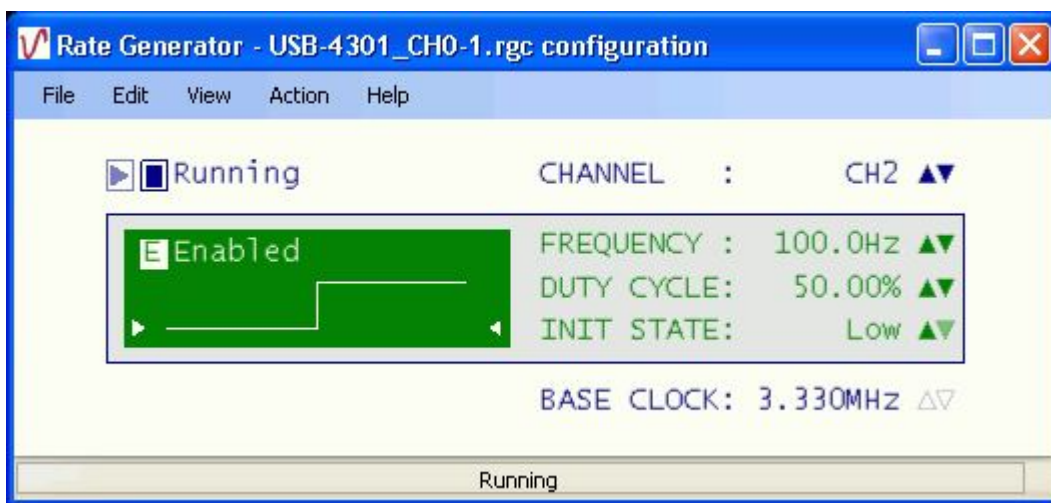 Rate Generator - USB-4301_CH0-1.rgc configuration
File Edit View Action Help
Running CHANNEL : CH2
E Enabled FREQUENCY : 100.0Hz
DUTY CYCLE: 50.00%
INIT STATE: Low
BASE CLOCK: 3.330MHz
Running